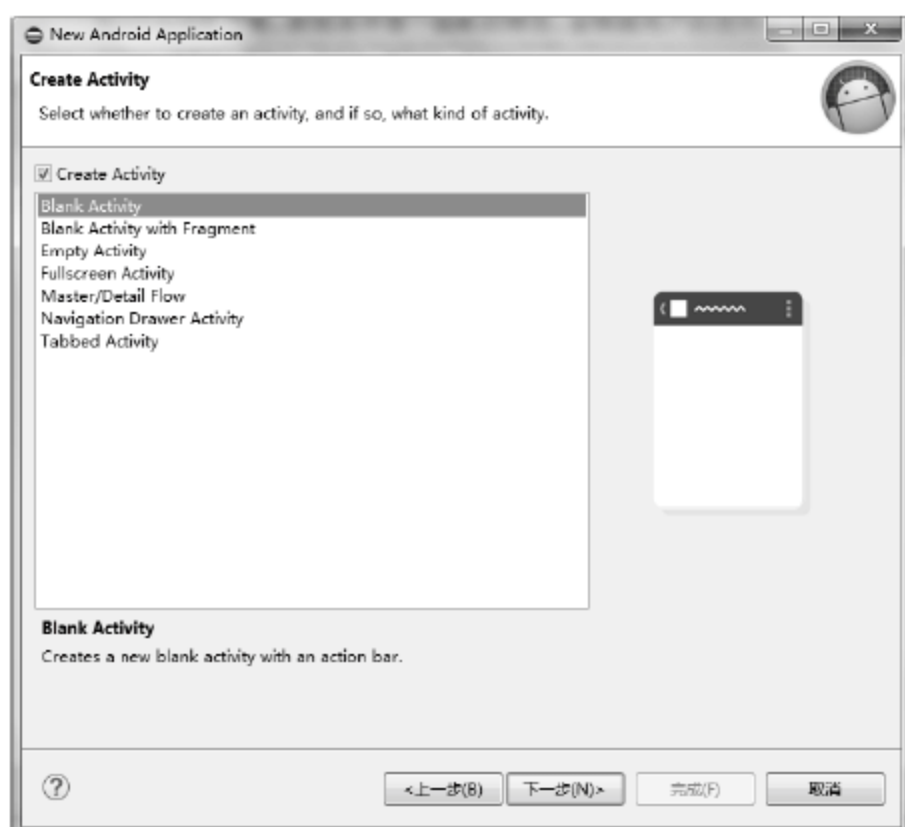 New Android Application
Create Activity
Select whether to create an activity, and if so, what kind of activity.
Create Activity
Blank Activity
Blank Activity with Fragment
Empty Activity
Fullscreen Activity
Master/Detail Flow
Navigation Drawer Activity
Tabbed Activity
Blank Activity
Creates a new blank activity with an action bar.
<上一步(B)
下一步(N)>
完成(F)
取消